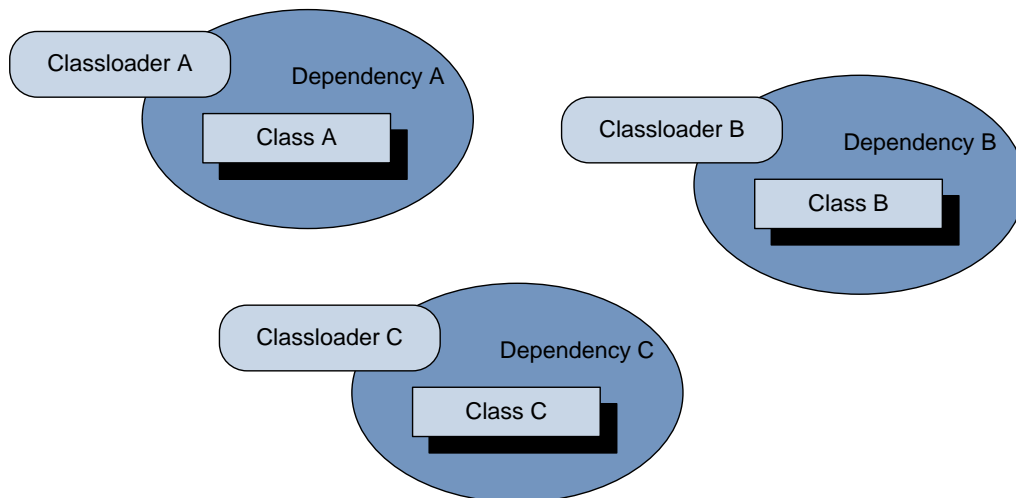 Classloader A
Dependency A
Class A
Classloader B
Dependency B
Class B
Classloader C
Dependency C
Class C